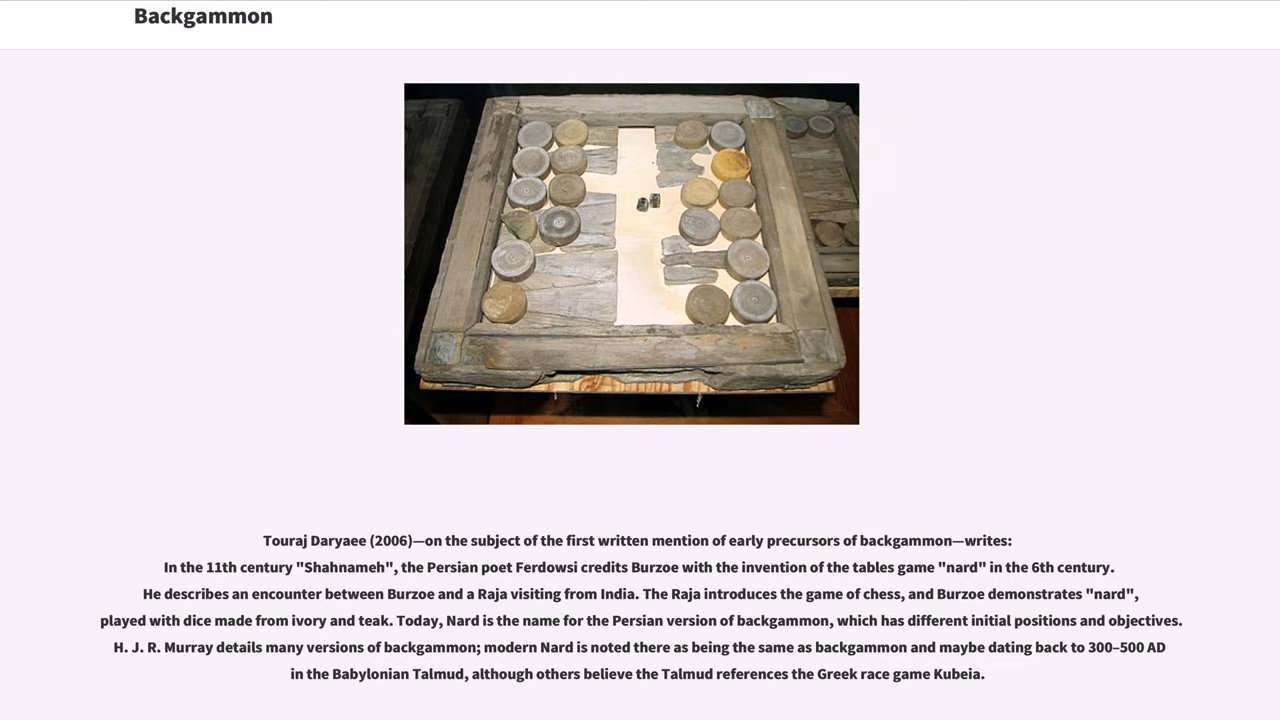 Backgammon
Touraj Daryaee (2006)—on the subject of the first written mention of early precursors of backgammon—writes:
In the 11th century "Shahnameh", the Persian poet Ferdowsi credits Burzoe with the invention of the tables game "nard" in the 6th century.
He describes an encounter between Burzoe and a Raja visiting from India. The Raja introduces the game of chess, and Burzoe demonstrates "nard",
played with dice made from ivory and teak. Today, Nard is the name for the Persian version of backgammon, which has different initial positions and objectives.
H. J. R. Murray details many versions of backgammon; modern Nard is noted there as being the same as backgammon and maybe dating back to 300–500 AD
in the Babylonian Talmud, although others believe the Talmud references the Greek race game Kubeia.